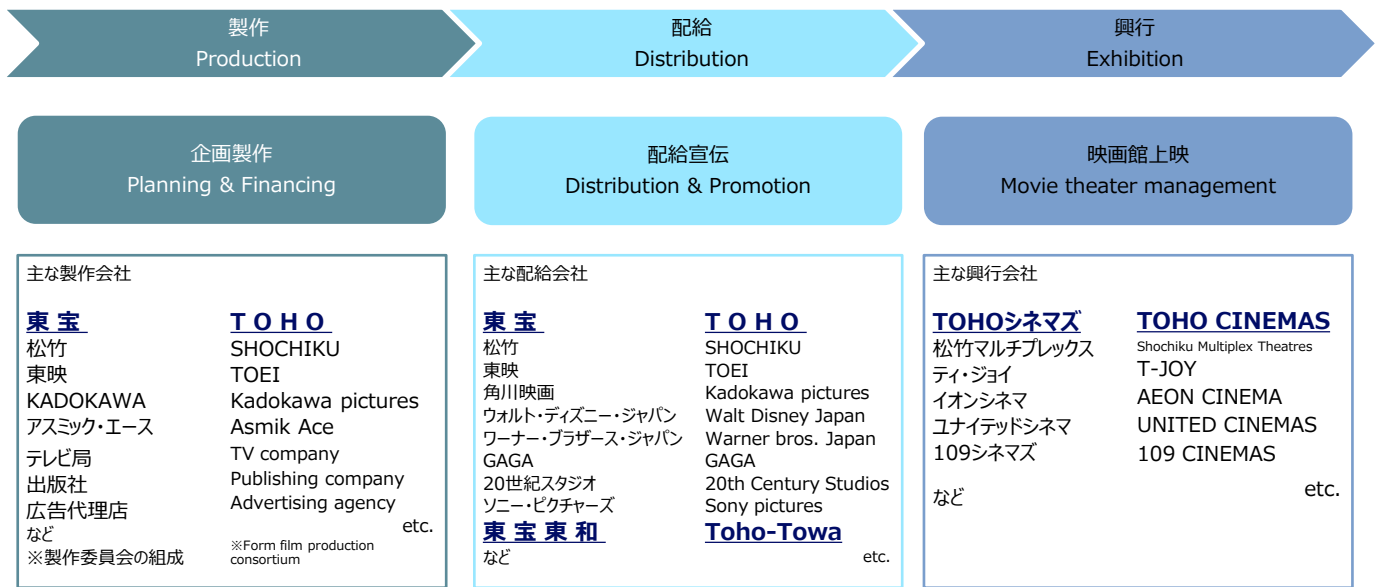 製作
Production
配給
Distribution
興行
Exhibition
企画製作
Planning & Financing
配給宣伝
Distribution & Promotion
映画館上映
Movie theater management
主な製作会社
東 宝 T O H O
松竹 SHOCHIKU
東映 TOEI
KADOKAWA Kadokawa pictures
アスミック・エース Asmik Ace
テレビ局 TV company
出版社 Publishing company
広告代理店 Advertising agency
など etc.
※製作委員会の組成 ※Form film production
consortium
主な配給会社
東 宝 T O H O
松竹 SHOCHIKU
東映 TOEI
角川映画 Kadokawa pictures
ウォルト・ディズニー・ジャパン Walt Disney Japan
ワーナー・ブラザース・ジャパン Warner bros. Japan
GAGA GAGA
20世紀スタジオ 20th Century Studios
ソニー・ピクチャーズ Sony pictures
東 宝 東 和 Toho-Towa
など etc.
主な興行会社
TOHOシネマズ TOHO CINEMAS
松竹マルチプレックス Shochiku Multiplex Theatres
ティ・ジョイ T-JOY
イオンシネマ AEON CINEMA
ユナイテッドシネマ UNITED CINEMAS
109シネマズ 109 CINEMAS
など etc.